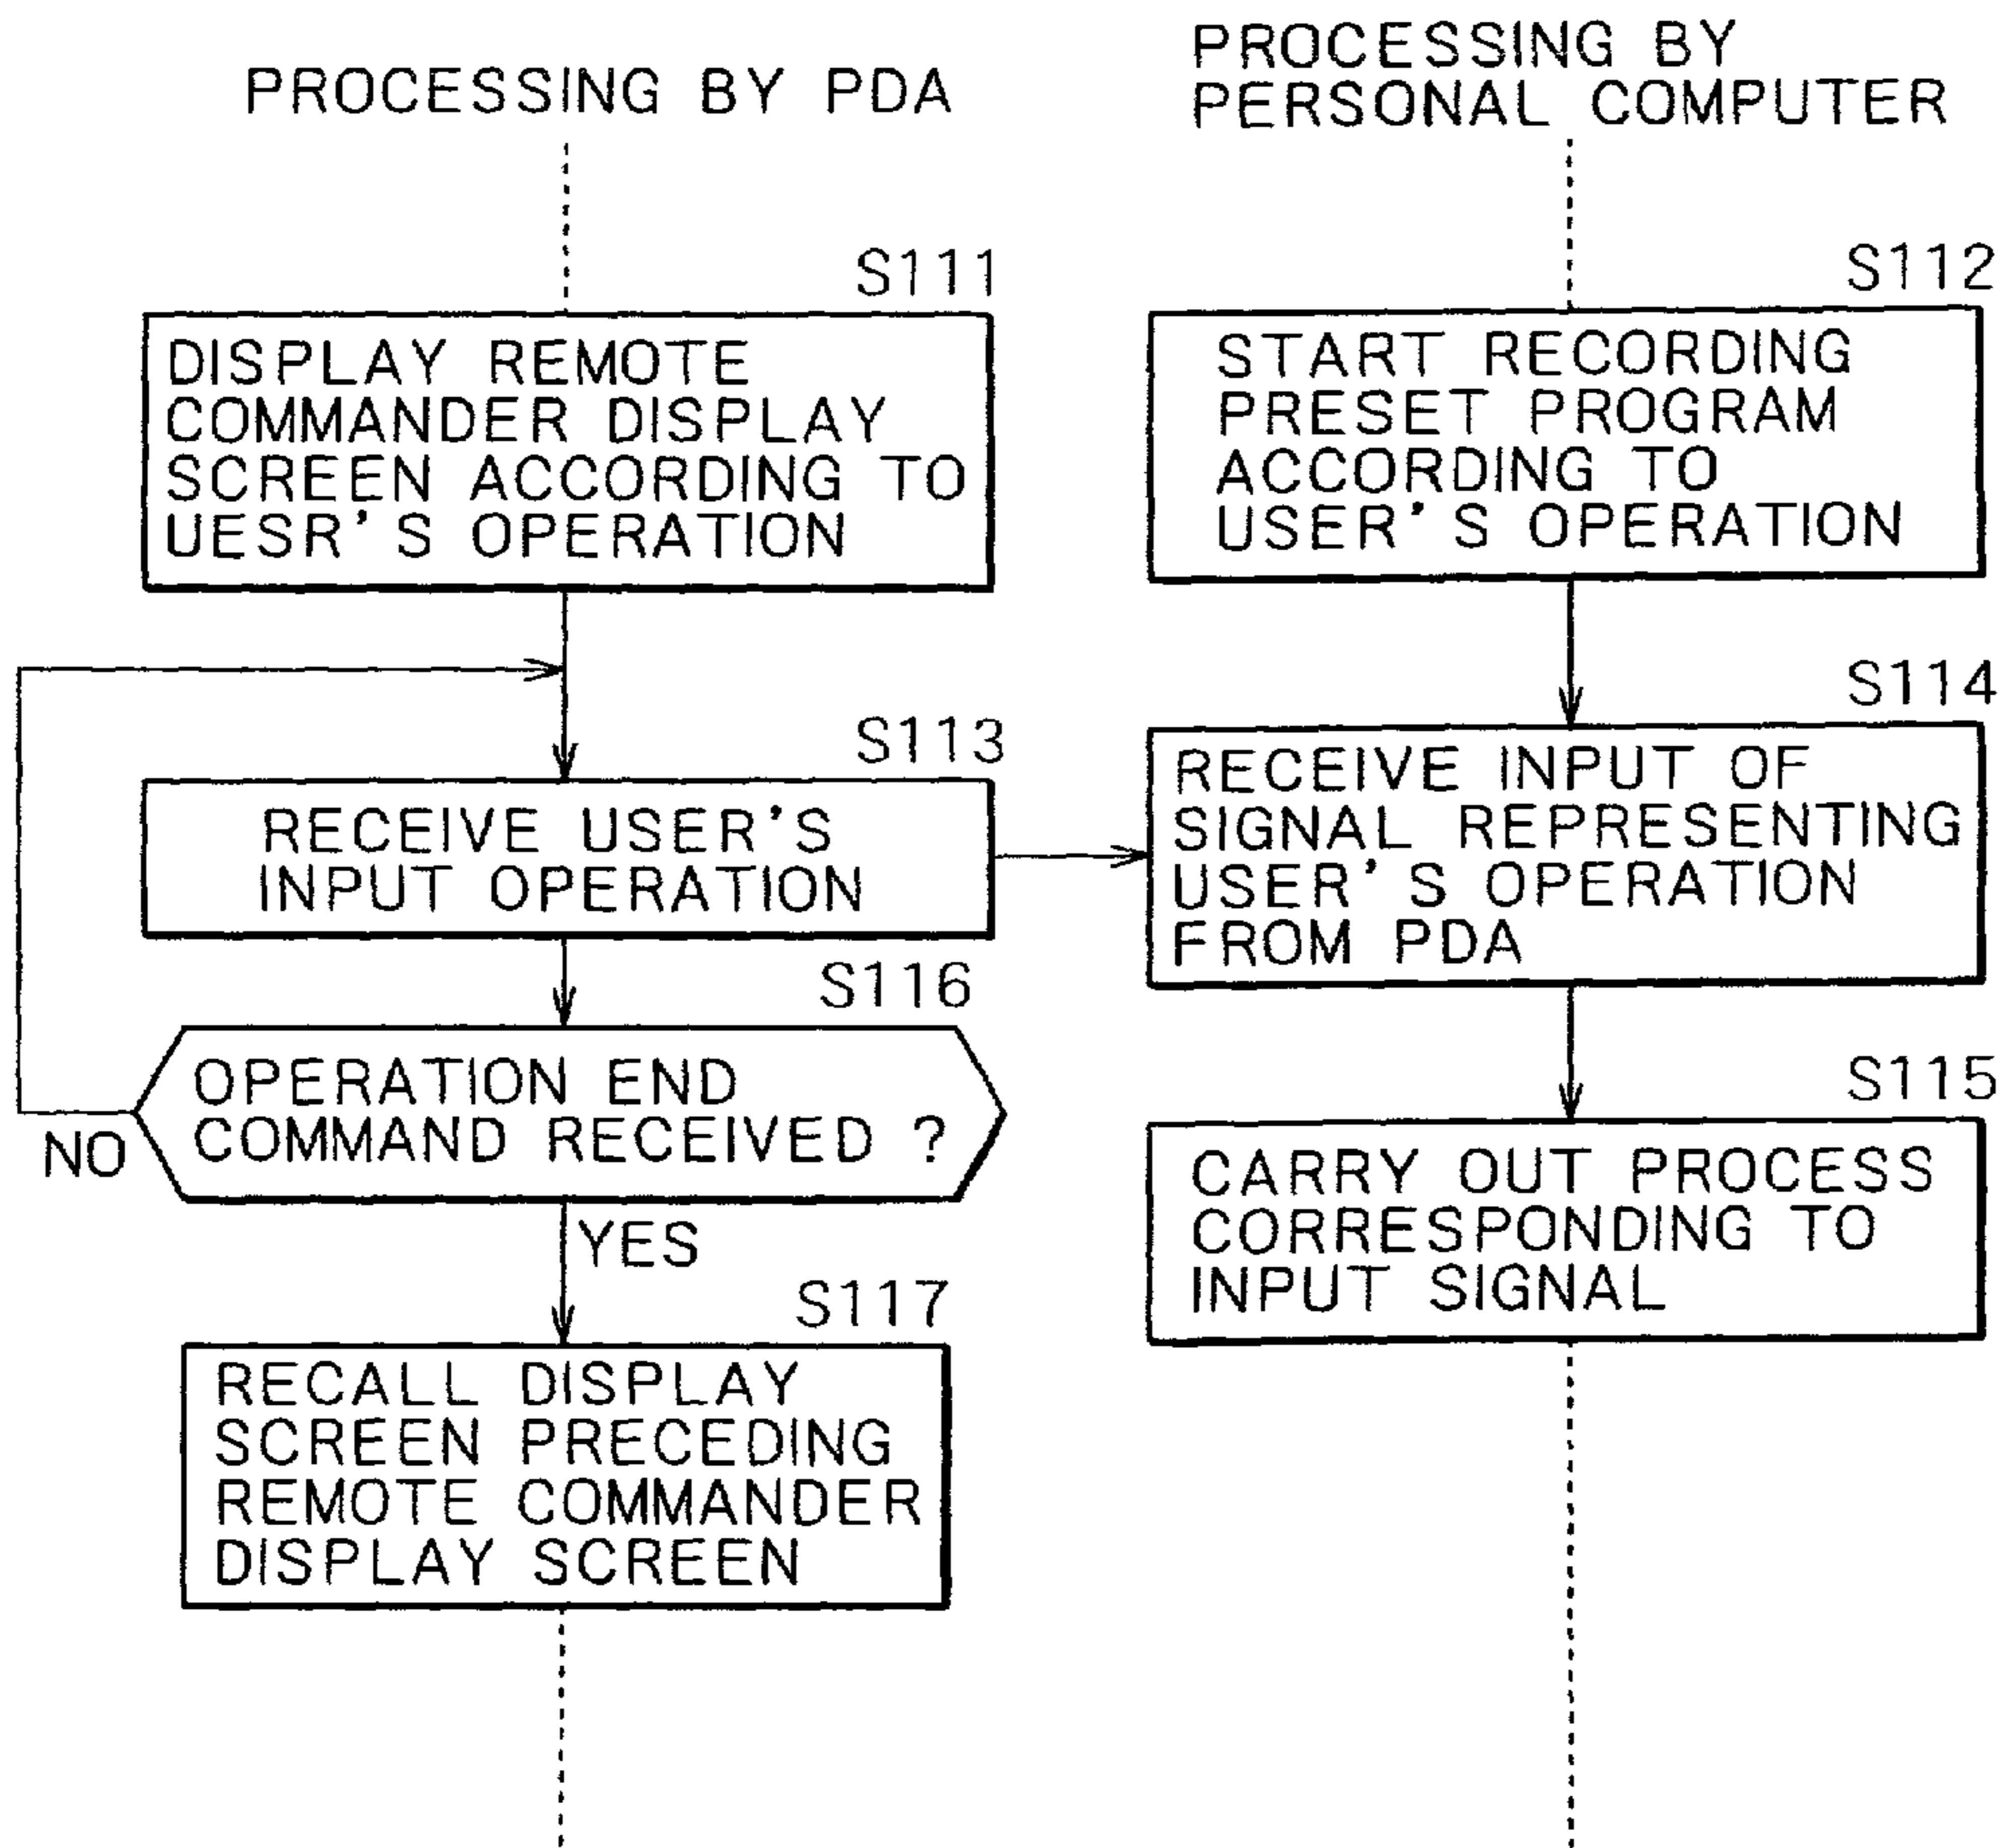 PROCESSING BY PDA
S111
DISPLAY REMOTE
COMMANDER DISPLAY
SCREEN ACCORDING TO
UESR'S OPERATION
S113
RECEIVE USER'S
INPUT OPERATION
S116
OPERATION END
COMMAND RECEIVED ?
NO
YES
S117
RECALL DISPLAY
SCREEN PRECEDING
REMOTE COMMANDER
DISPLAY SCREEN
PROCESSING BY
PERSONAL COMPUTER
S112
START RECORDING
PRESET PROGRAM
ACCORDING TO
USER'S OPERATION
S114
RECEIVE INPUT OF
SIGNAL REPRESENTING
USER'S OPERATION
FROM PDA
S115
CARRY OUT PROCESS
CORRESPONDING TO
INPUT SIGNAL